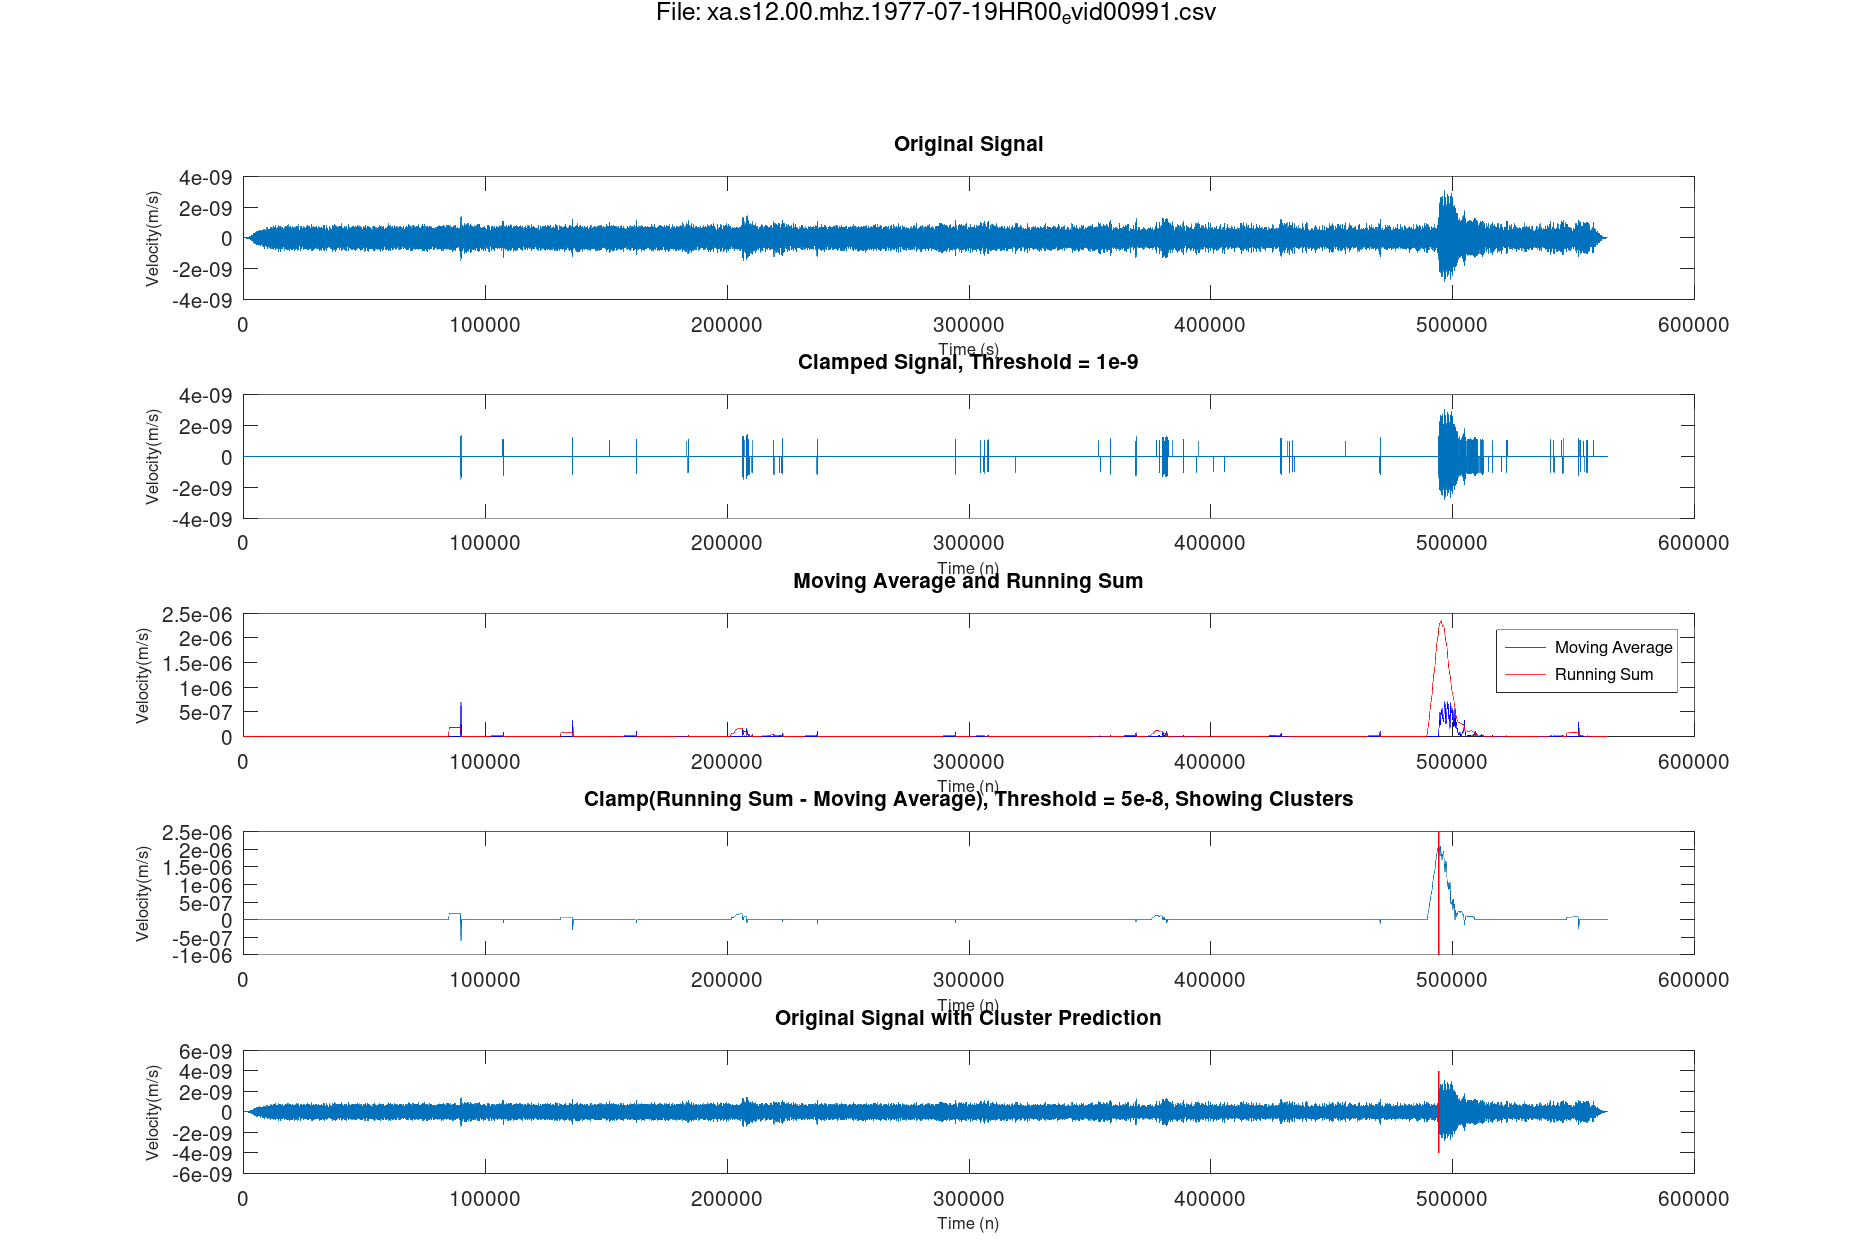 File: xa.s12.00.mhz.1977-07-19HR00evid00991.csv
Original Signal
Velocity(m/s)
4e-09
2e-09
0
-2e-09
-4e-09
0 100000 200000 300000 400000 500000 600000
Time (s)
Clamped Signal, Threshold = 1e-9
Velocity(m/s)
4e-09
2e-09
0
-2e-09
-4e-09
0 100000 200000 300000 400000 500000 600000
Time (n)
Moving Average and Running Sum
Velocity(m/s)
2.5e-06
2e-06
1.5e-06
1e-06
5e-07
0
Moving Average
Running Sum
0 100000 200000 300000 400000 500000 600000
Time (n)
Clamp(Running Sum - Moving Average), Threshold = 5e-8, Showing Clusters
Velocity(m/s)
2.5e-06
2e-06
1.5e-06
1e-06
5e-07
0
-5e-07
-1e-06
0 100000 200000 300000 400000 500000 600000
Time (n)
Original Signal with Cluster Prediction
Velocity(m/s)
6e-09
4e-09
2e-09
0
-2e-09
-4e-09
-6e-09
0 100000 200000 300000 400000 500000 600000
Time (n)